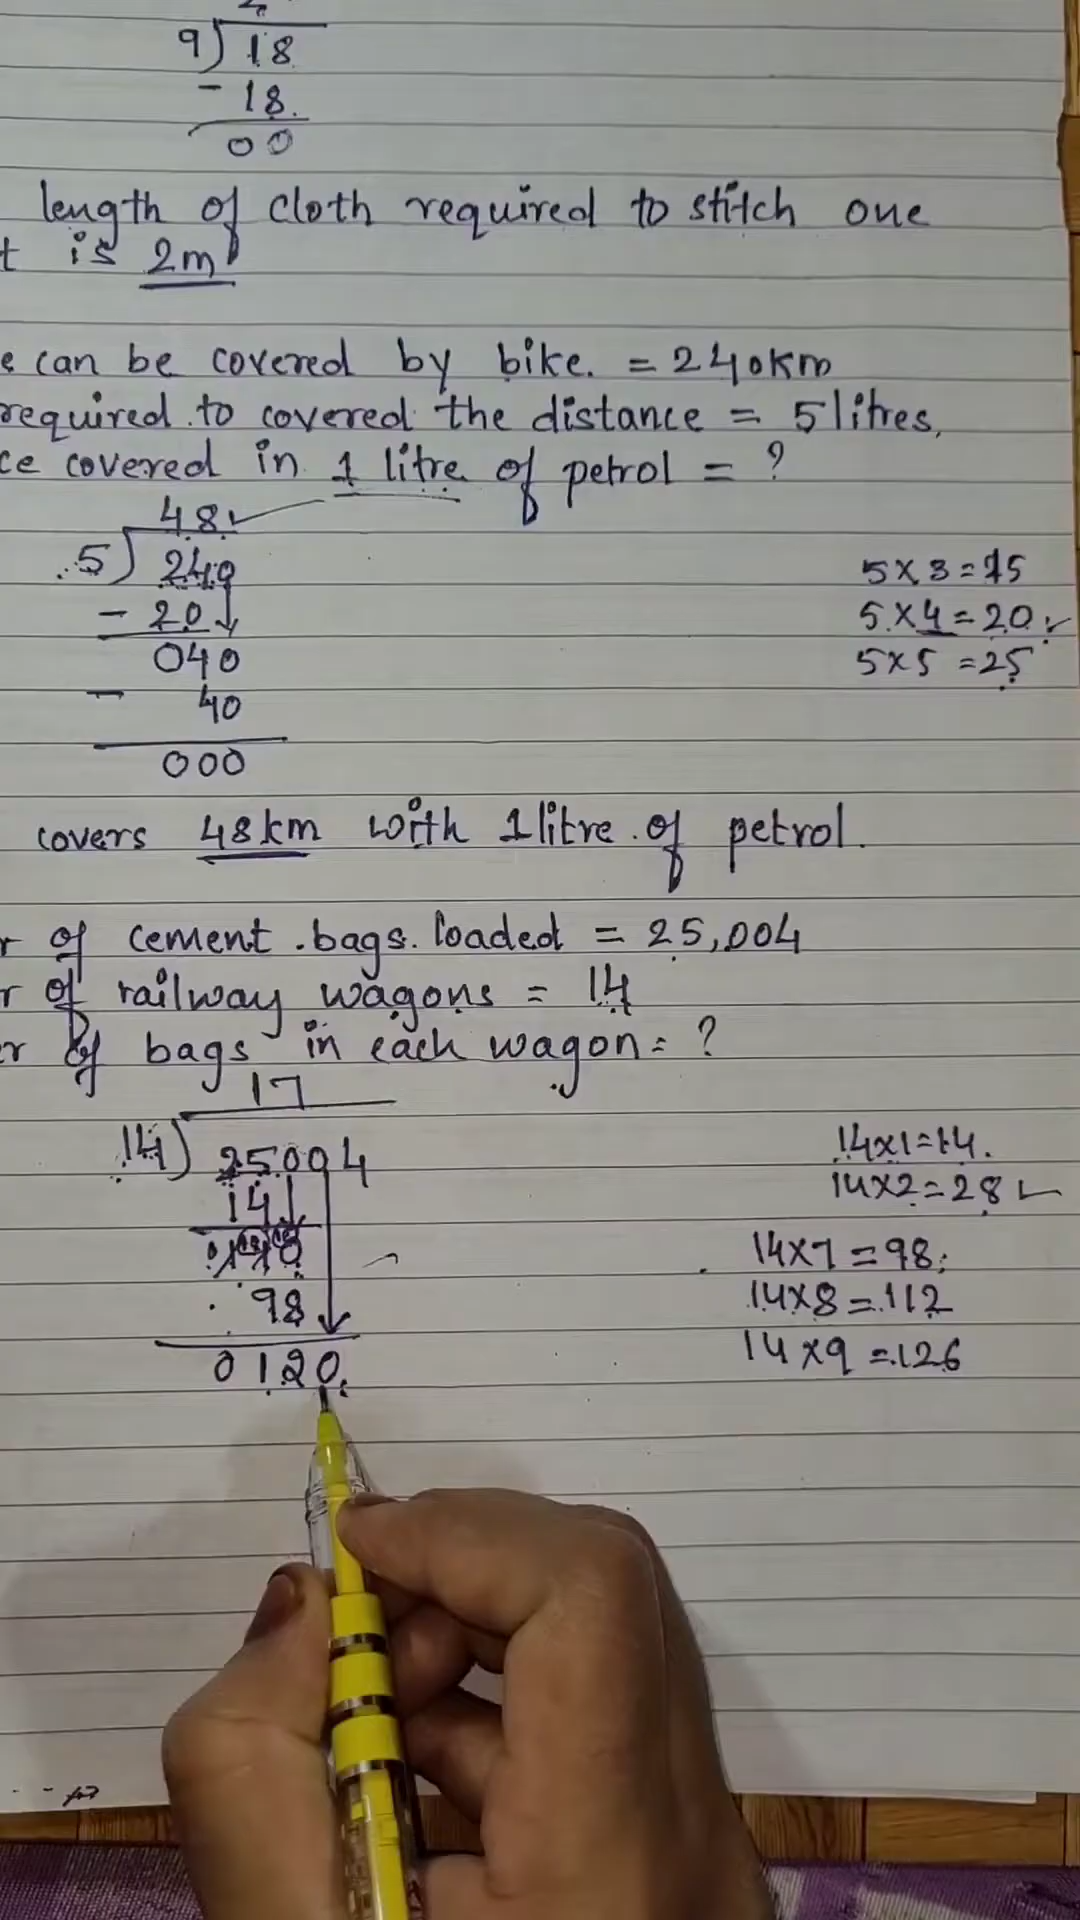 9) 18
- 18.
00
length of cloth required to stitch one
t is 2m
e can be covered by bike. = 240km
required to covered the distance = 5 litres.
ce covered in 1 litre of petrol = ?
48
5) 240
- 20
040
- 40
000
5x3=15
5x4=20
5x5=25
covers 48km with 1 litre of petrol.
r of cement bags loaded = 25,004
r of railway wagons = 14
er of bags in each wagon = ?
17
14) 25004
14
110
98
0120
14x1=14.
14x2=28
14x7=98
14x8=112
14x9=126